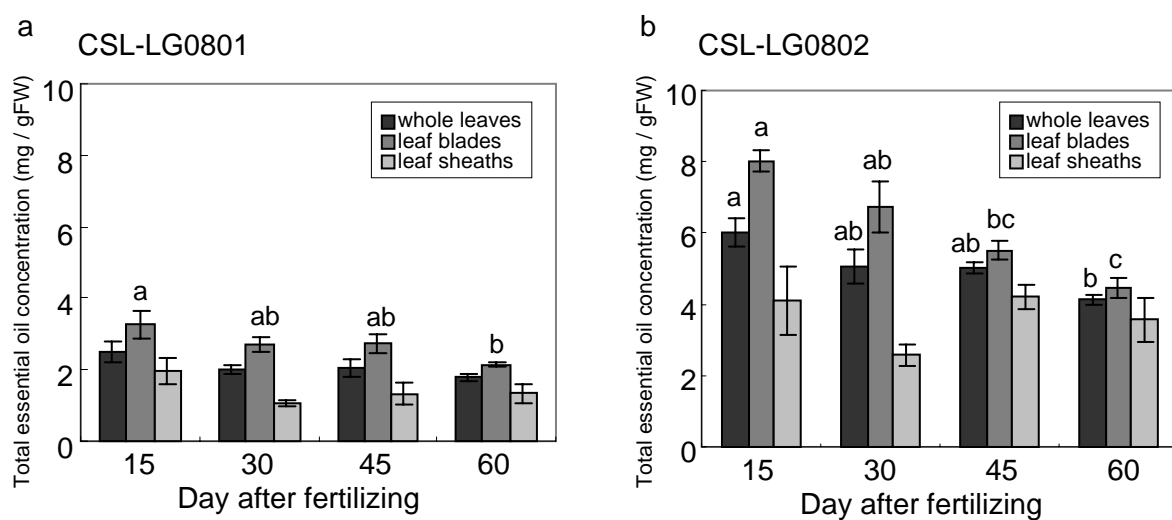 a
CSL-LG0801
Total essential oil concentration (mg / gFW)
10
8
6
4
2
0
whole leaves
leaf blades
leaf sheaths
a
ab
ab
b
15 30 45 60
Day after fertilizing
b
CSL-LG0802
Total essential oil concentration (mg / gFW)
10
8
6
4
2
0
whole leaves
leaf blades
leaf sheaths
a
a
ab
ab
ab
bc
b
c
15 30 45 60
Day after fertilizing